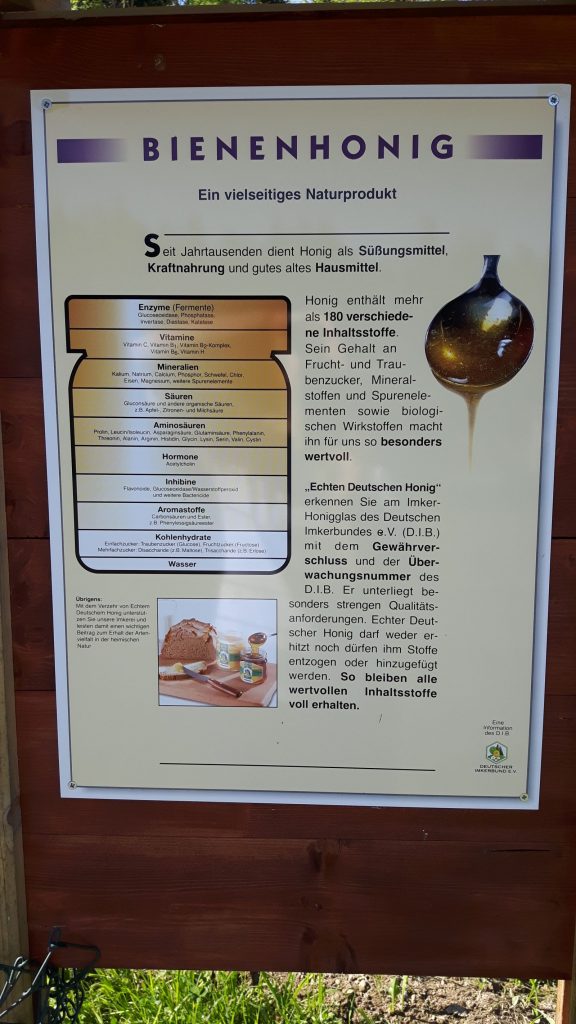 BIENENHONIG
Ein vielseitiges Naturprodukt
Seit Jahrtausenden dient Honig als Süßungsmittel,
Kraftnahrung und gutes altes Hausmittel.
Enzyme (Fermente)
Glucoseoxidase, Phosphatase,
Invertase, Diastase, Katalase
Vitamine
Vitamin C, Vitamin B1, Vitamin B2-Komplex,
Vitamin B6, Vitamin H
Mineralien
Kalium, Natrium, Calcium, Phosphor, Schwefel, Chlor,
Eisen, Magnesium, weitere Spurenelemente
Säuren
Gluconsäure und andere organische Säuren,
z.B. Apfel-, Zitronen- und Milchsäure
Aminosäuren
Prolin, Leucin/Isoleucin, Asparaginsäure, Glutaminsäure, Phenylalanin,
Threonin, Alanin, Arginin, Histidin, Glycin, Lysin, Serin, Valin, Cystin
Hormone
Acetylcholin
Inhibine
Flavonoide, Glucoseoxidase/Wasserstoffperoxid
und weitere Bactericide
Aromastoffe
Carbonsäuren und Ester,
z.B. Phenylessigsäureester
Kohlenhydrate
Einfachzucker: Traubenzucker (Glucose), Fruchtzucker (Fructose)
Mehrfachzucker: Disaccharide (z.B. Maltose), Trisaccharide (z.B. Erlose)
Wasser
Honig enthält mehr
als 180 verschiede-
ne Inhaltsstoffe.
Sein Gehalt an
Frucht- und Trau-
benzucker, Mineral-
stoffen und Spurenele-
menten sowie biologi-
schen Wirkstoffen macht
ihn für uns so besonders
wertvoll.
„Echten Deutschen Honig“
erkennen Sie am Imker-
Honigglas des Deutschen
Imkerbundes e.V. (D.I.B.)
mit dem Gewährver-
schluss und der Über-
wachungsnummer des
D.I.B. Er unterliegt be-
sonders strengen Qualitäts-
anforderungen. Echter Deut-
scher Honig darf weder er-
hitzt noch dürfen ihm Stoffe
entzogen oder hinzugefügt
werden. So bleiben alle
wertvollen Inhaltsstoffe
voll erhalten.
Übrigens:
Mit dem Verzehr von Echtem
Deutschem Honig unterstüt-
zen Sie unsere Imkerei und
leisten damit einen wichtigen
Beitrag zum Erhalt der Arten-
vielfalt in der heimischen
Natur
Eine
Information
des D.I.B.
DEUTSCHER
IMKERBUND E.V.